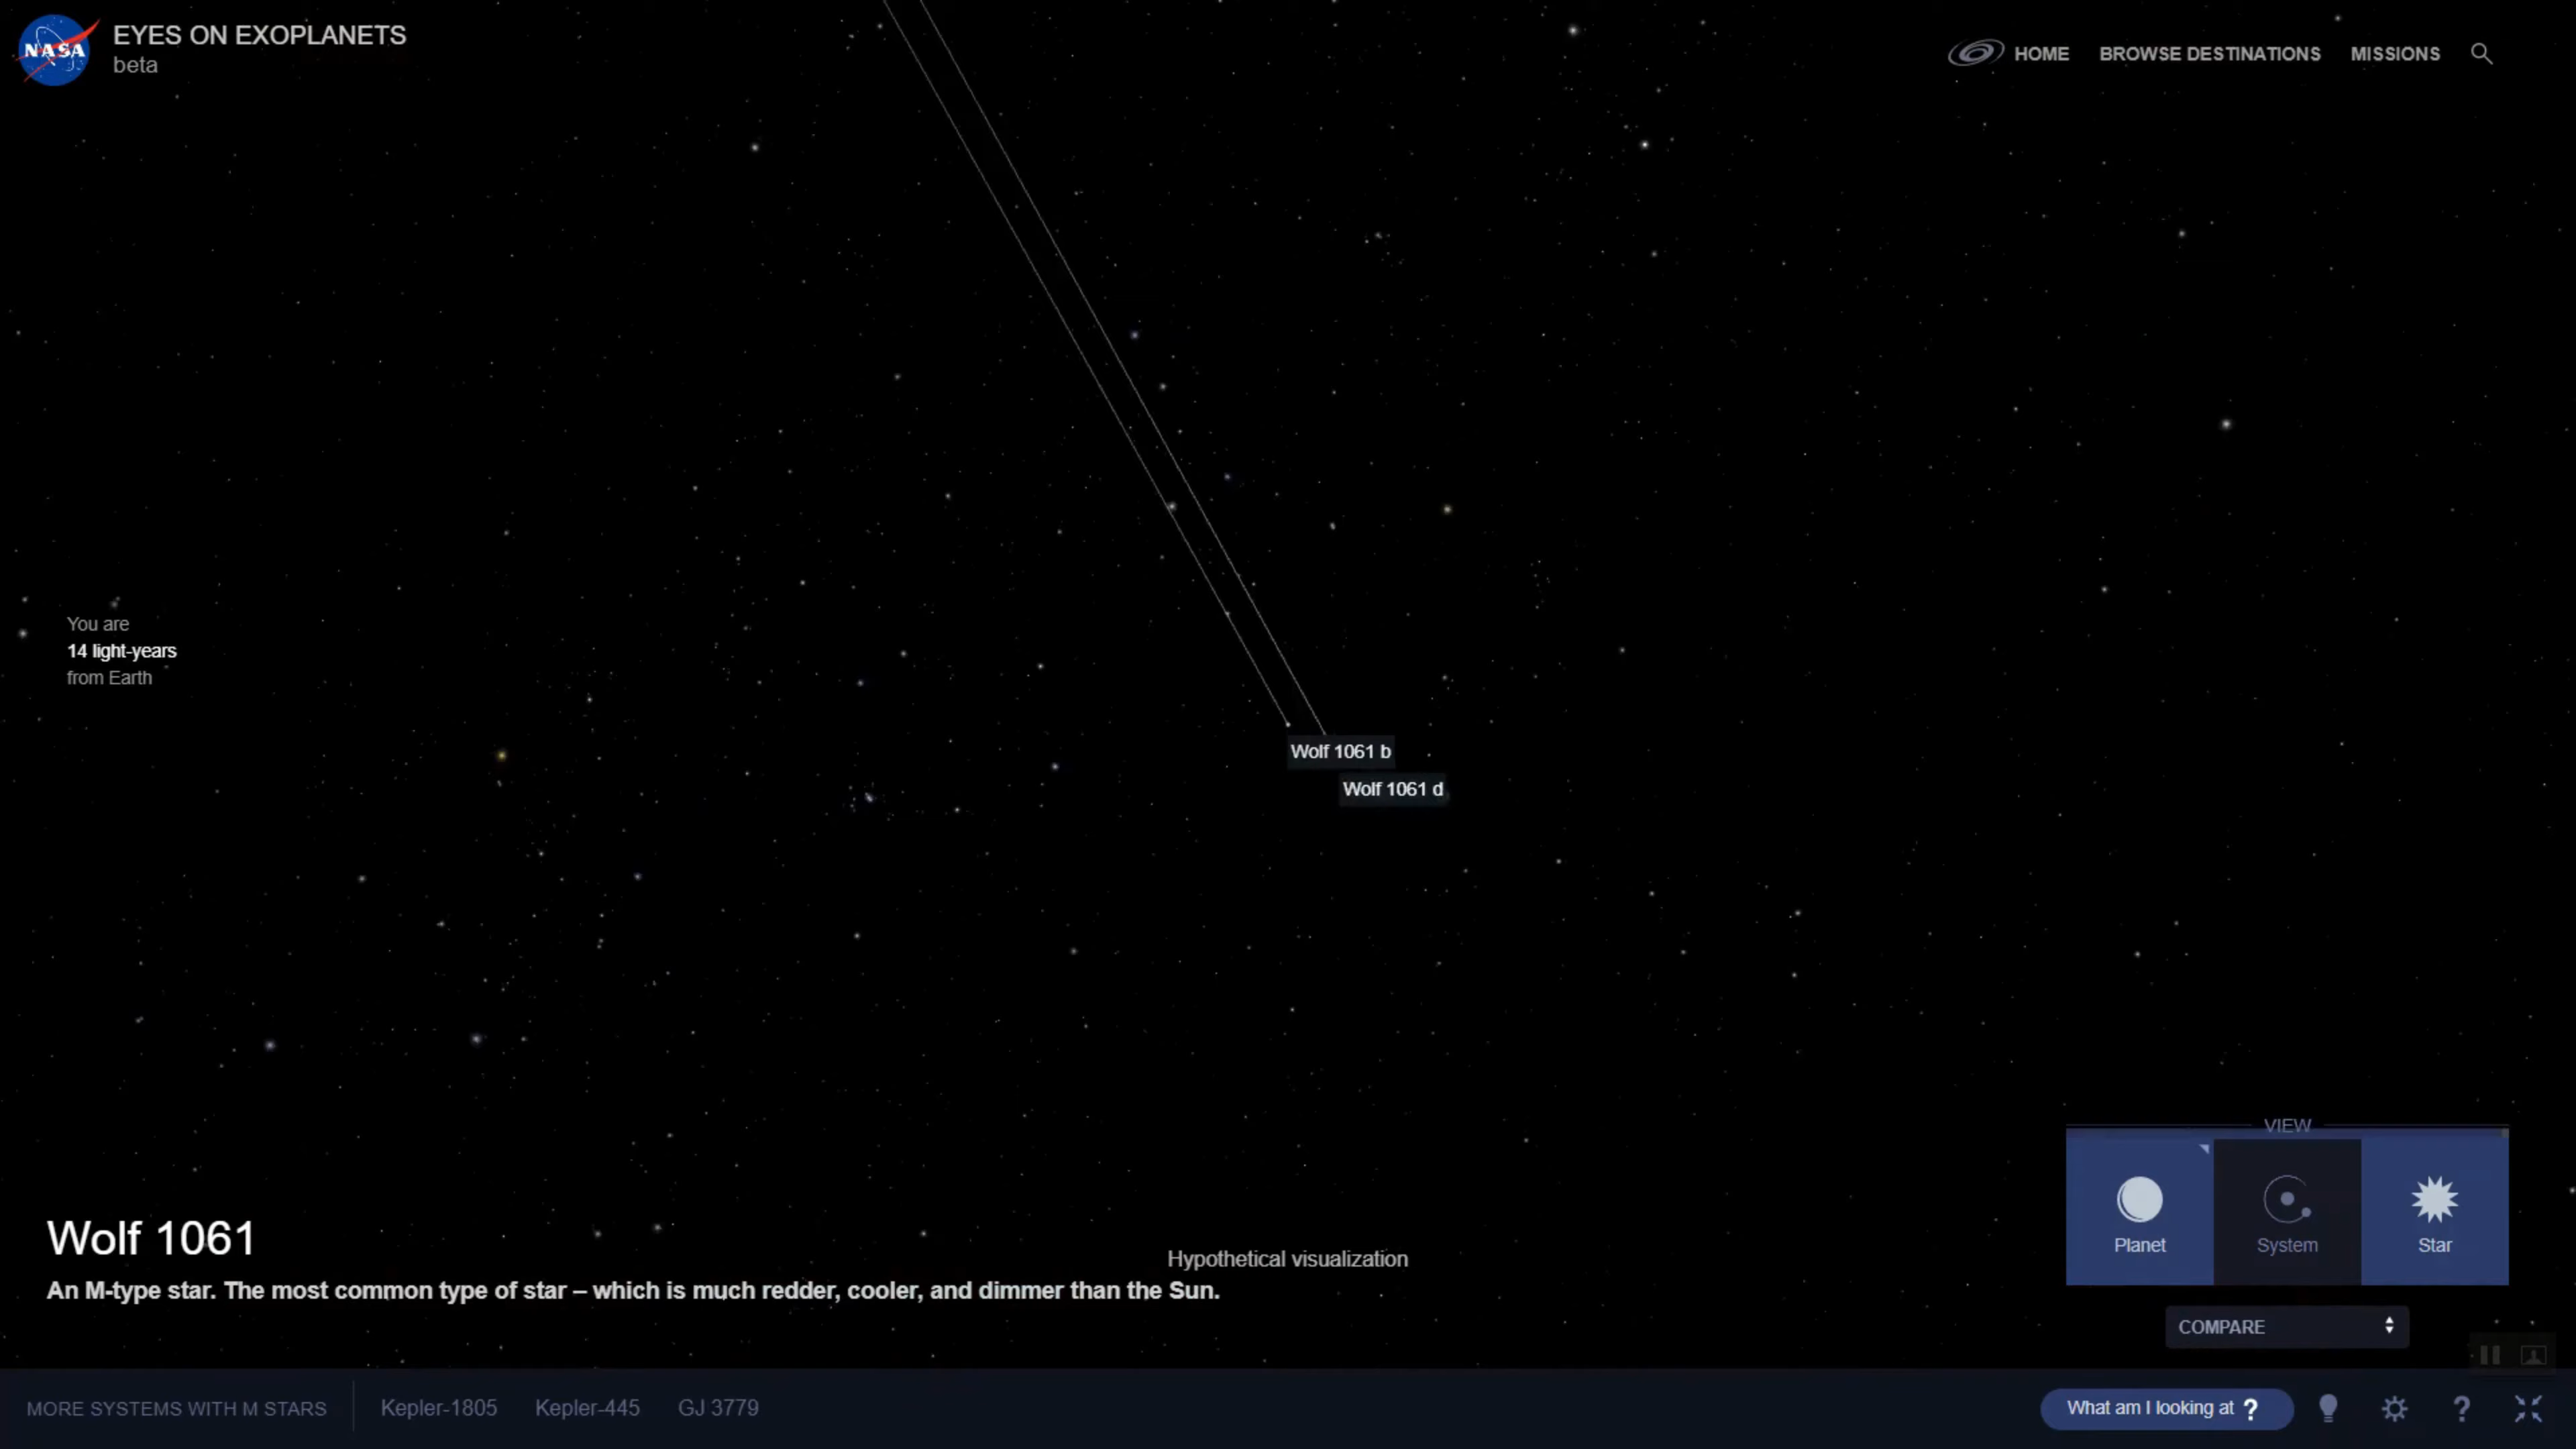 NASA
EYES ON EXOPLANETS
beta
HOME
BROWSE DESTINATIONS
MISSIONS
You are
14 light-years
from Earth
Wolf 1061 b
Wolf 1061 d
VIEW
Planet
System
Star
Wolf 1061
Hypothetical visualization
An M-type star. The most common type of star – which is much redder, cooler, and dimmer than the Sun.
COMPARE
MORE SYSTEMS WITH M STARS
Kepler-1805
Kepler-445
GJ 3779
What am I looking at ?
?